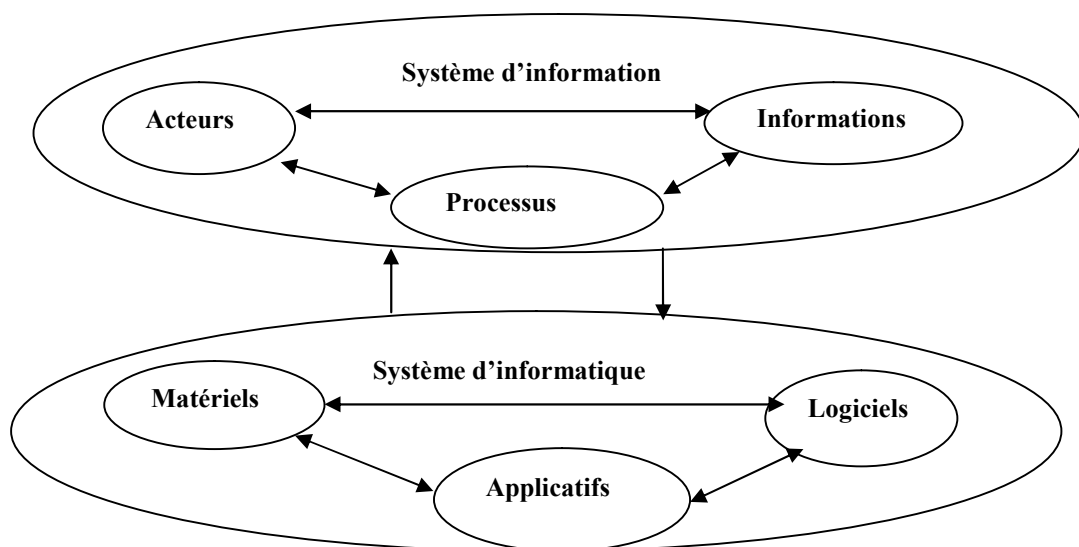 Système d’information
Acteurs
Informations
Processus
Système d’informatique
Matériels
Logiciels
Applicatifs